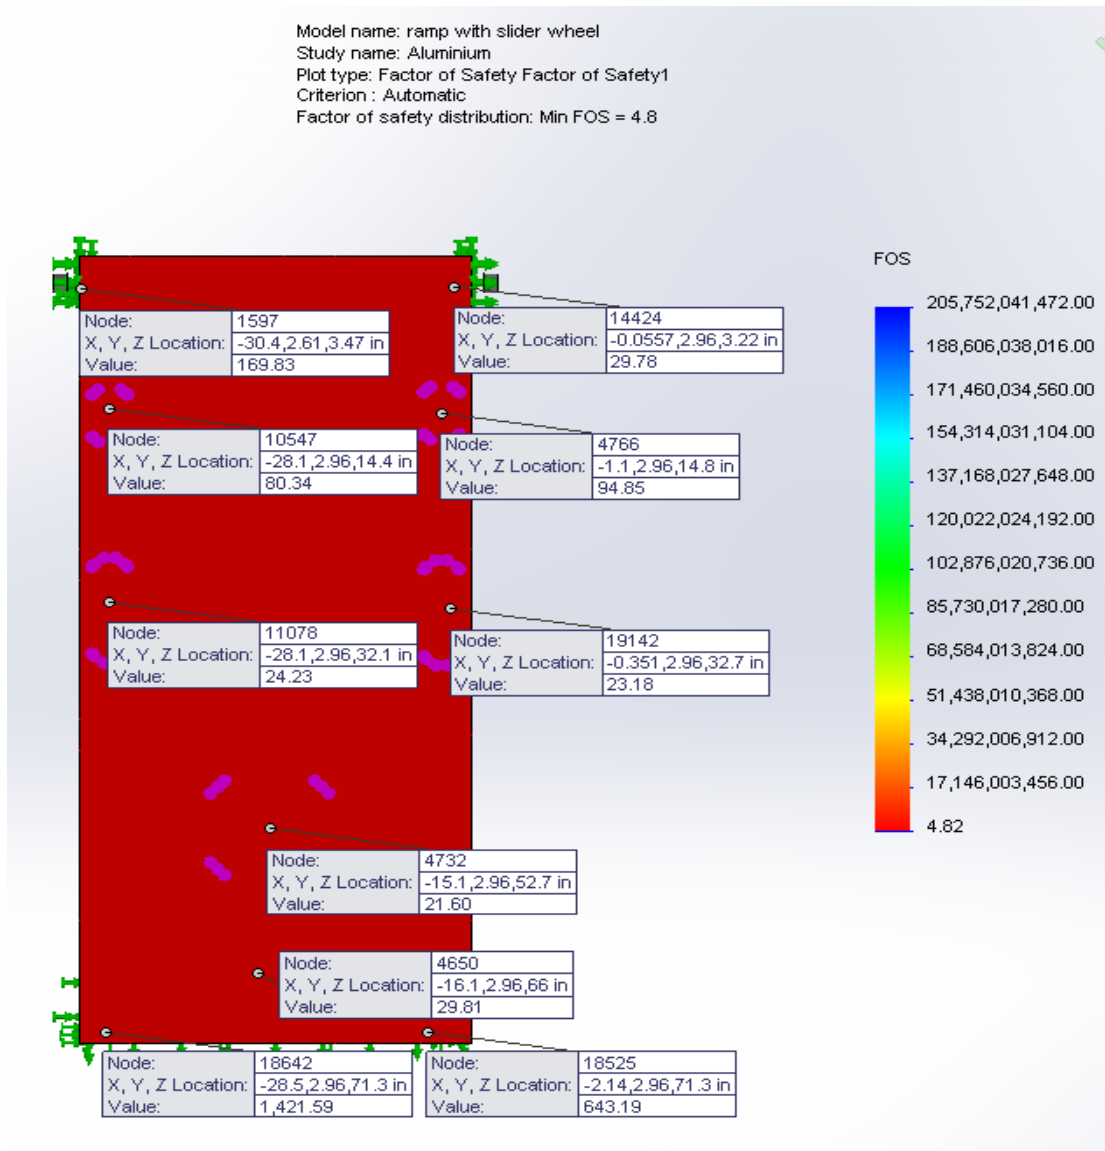 Model name: ramp with slider wheel
Study name: Aluminium
Plot type: Factor of Safety Factor of Safety1
Criterion : Automatic
Factor of safety distribution: Min FOS = 4.8
FOS
205,752,041,472.00
188,606,038,016.00
171,460,034,560.00
154,314,031,104.00
137,168,027,648.00
120,022,024,192.00
102,876,020,736.00
85,730,017,280.00
68,584,013,824.00
51,438,010,368.00
34,292,006,912.00
17,146,003,456.00
4.82
Node: 1597
X, Y, Z Location: -30.4,2.61,3.47 in
Value: 169.83
Node: 14424
X, Y, Z Location: -0.0557,2.96,3.22 in
Value: 29.78
Node: 10547
X, Y, Z Location: -28.1,2.96,14.4 in
Value: 80.34
Node: 4766
X, Y, Z Location: -1.1,2.96,14.8 in
Value: 94.85
Node: 11078
X, Y, Z Location: -28.1,2.96,32.1 in
Value: 24.23
Node: 19142
X, Y, Z Location: -0.351,2.96,32.7 in
Value: 23.18
Node: 4732
X, Y, Z Location: -15.1,2.96,52.7 in
Value: 21.60
Node: 4650
X, Y, Z Location: -16.1,2.96,66 in
Value: 29.81
Node: 18642
X, Y, Z Location: -28.5,2.96,71.3 in
Value: 1,421.59
Node: 18525
X, Y, Z Location: -2.14,2.96,71.3 in
Value: 643.19